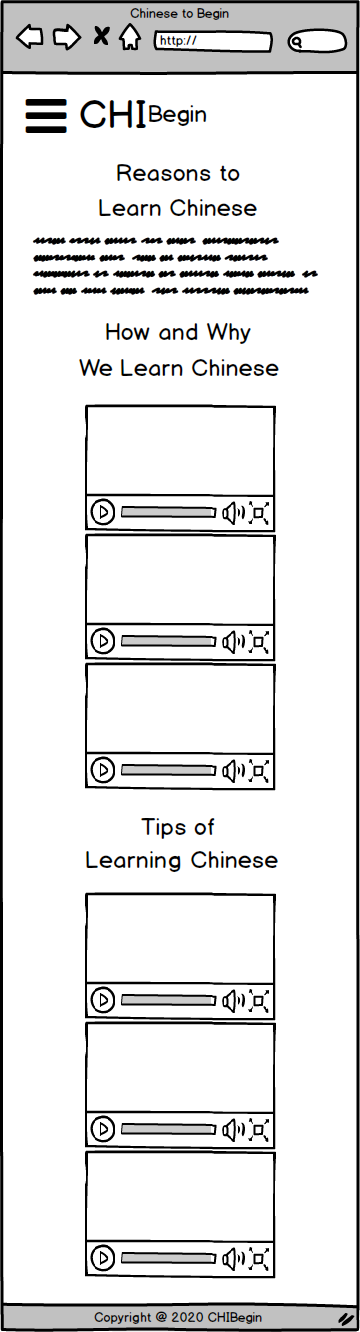 Chinese to Begin
http://
CHIBegin
Reasons to
Learn Chinese
How and Why
We Learn Chinese
Tips of
Learning Chinese
Copyright @ 2020 CHIBegin